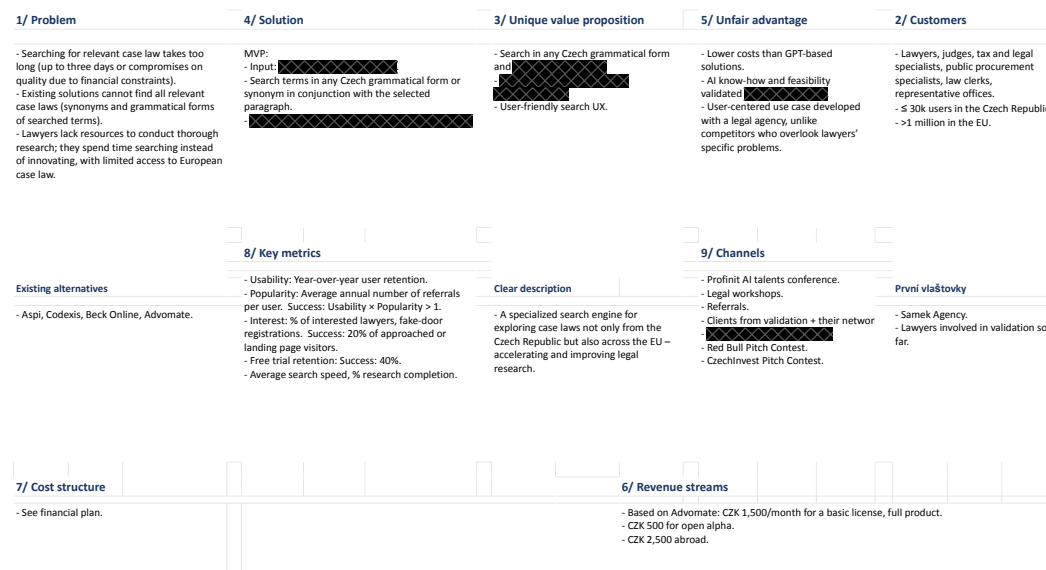 1/ Problem
- Searching for relevant case law takes too
long (up to three days or compromises on
quality due to financial constraints).
- Existing solutions cannot find all relevant
case laws (synonyms and grammatical forms
of searched terms).
- Lawyers lack resources to conduct thorough
research; they spend time searching instead
of innovating, with limited access to European
case law.
4/ Solution
MVP:
- Input:
- Search terms in any Czech grammatical form or
synonym in conjunction with the selected
paragraph.
-
3/ Unique value proposition
- Search in any Czech grammatical form
and
-
- User-friendly search UX.
5/ Unfair advantage
- Lower costs than GPT-based
solutions.
- AI know-how and feasibility
validated
- User-centered use case developed
with a legal agency, unlike
competitors who overlook lawyers'
specific problems.
2/ Customers
- Lawyers, judges, tax and legal
specialists, public procurement
specialists, law clerks,
representative offices.
- ≤ 30k users in the Czech Republic
- >1 million in the EU.
Existing alternatives
- Aspi, Codexis, Beck Online, Advomate.
8/ Key metrics
- Usability: Year-over-year user retention.
- Popularity: Average annual number of referrals
per user. Success: Usability × Popularity > 1.
- Interest: % of interested lawyers, fake-door
registrations. Success: 20% of approached or
landing page visitors.
- Free trial retention: Success: 40%.
- Average search speed, % research completion.
Clear description
- A specialized search engine for
exploring case laws not only from the
Czech Republic but also across the EU –
accelerating and improving legal
research.
9/ Channels
- Profinit AI talents conference.
- Legal workshops.
- Referrals.
- Clients from validation + their networ
-
- Red Bull Pitch Contest.
- CzechInvest Pitch Contest.
První vlaštovky
- Samek Agency.
- Lawyers involved in validation so
far.
7/ Cost structure
- See financial plan.
6/ Revenue streams
- Based on Advomate: CZK 1,500/month for a basic license, full product.
- CZK 500 for open alpha.
- CZK 2,500 abroad.